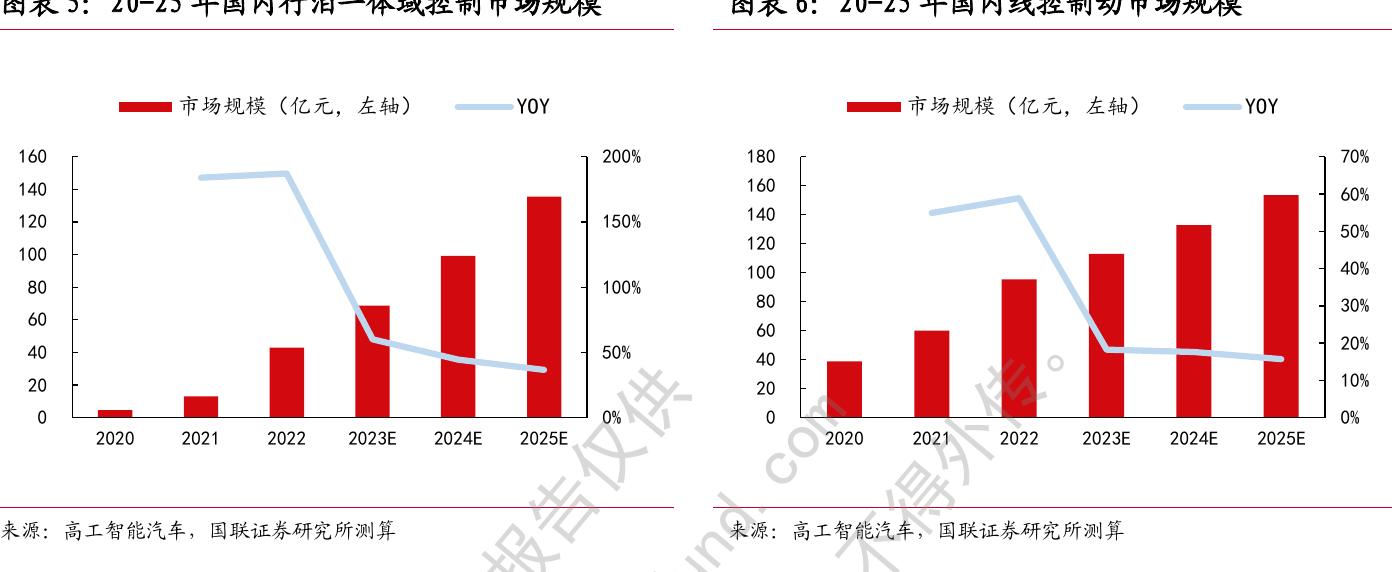 图表 5：20-25 年国内行泊一体域控制市场规模
市场规模（亿元，左轴）
YOY
160
140
120
100
80
60
40
20
0
200%
150%
100%
50%
0%
2020
2021
2022
2023E
2024E
2025E
来源：高工智能汽车，国联证券研究所测算
图表 6：20-25 年国内线控制动市场规模
市场规模（亿元，左轴）
YOY
180
160
140
120
100
80
60
40
20
0
70%
60%
50%
40%
30%
20%
10%
0%
2020
2021
2022
2023E
2024E
2025E
来源：高工智能汽车，国联证券研究所测算
报告仅供
und. com
不得外传。